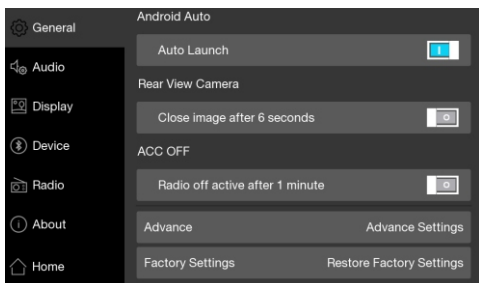 General
Audio
Display
Device
Radio
About
Home
Android Auto
Auto Launch
Rear View Camera
Close image after 6 seconds
ACC OFF
Radio off active after 1 minute
Advance Advance Settings
Factory Settings Restore Factory Settings